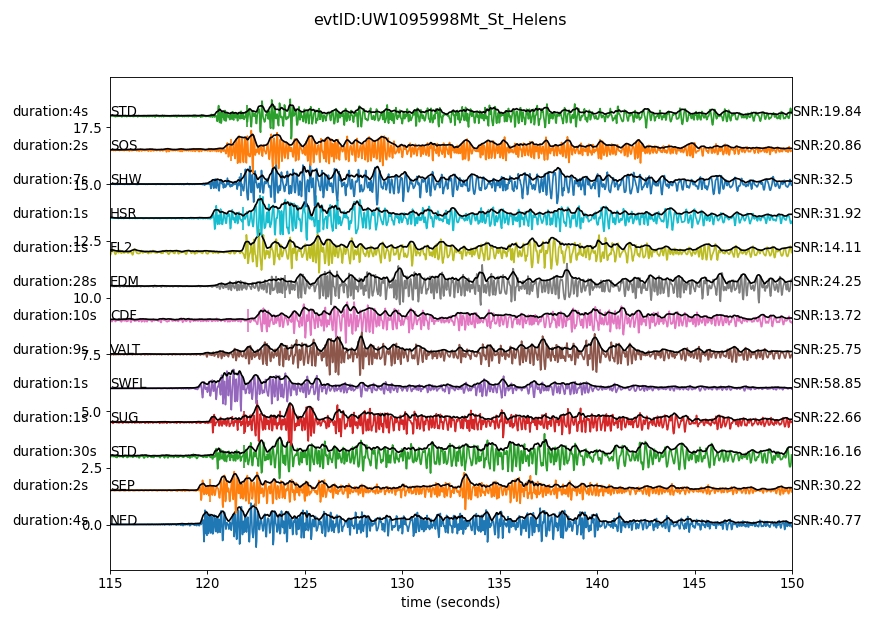 evtID:UW1095998Mt_St_Helens
duration:4s STD SNR:19.84
17.5
duration:2s SOS SNR:20.86
duration:7s SHW SNR:32.5
15.0
duration:1s HSR SNR:31.92
12.5
duration:1s FL2 SNR:14.11
duration:28s EDM SNR:24.25
10.0
duration:10s CDF SNR:13.72
duration:9s VALT SNR:25.75
7.5
duration:1s SWFL SNR:58.85
5.0
duration:1s SUG SNR:22.66
duration:30s STD SNR:16.16
2.5
duration:2s SEP SNR:30.22
duration:4s NED SNR:40.77
0.0
115 120 125 130 135 140 145 150
time (seconds)